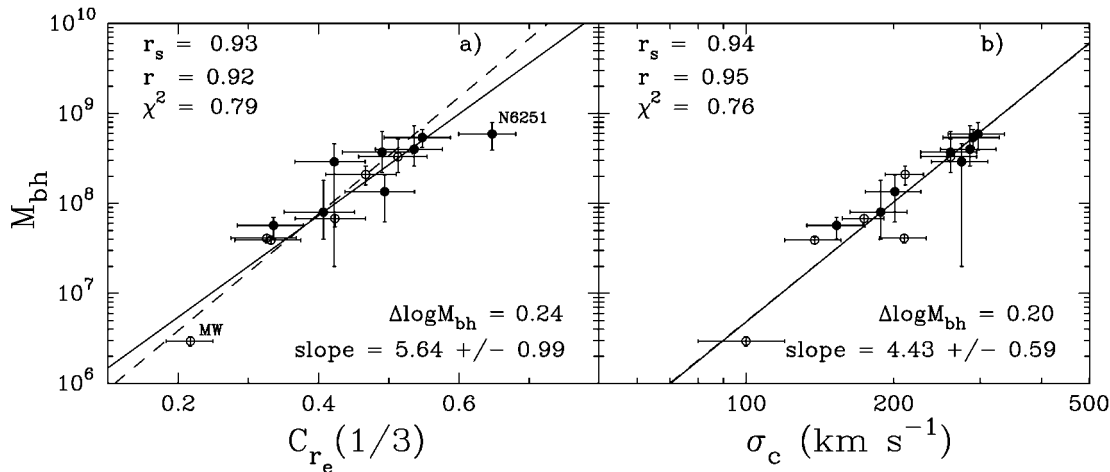 10^10
10^9
10^8
10^7
10^6
M_bh
r_s = 0.93
r = 0.92
χ^2 = 0.79
a)
N6251
MW
ΔlogM_bh = 0.24
slope = 5.64 +/- 0.99
0.2
0.4
0.6
C_{r_e}(1/3)
r_s = 0.94
r = 0.95
χ^2 = 0.76
b)
ΔlogM_bh = 0.20
slope = 4.43 +/- 0.59
100
200
500
σ_c (km s^-1)